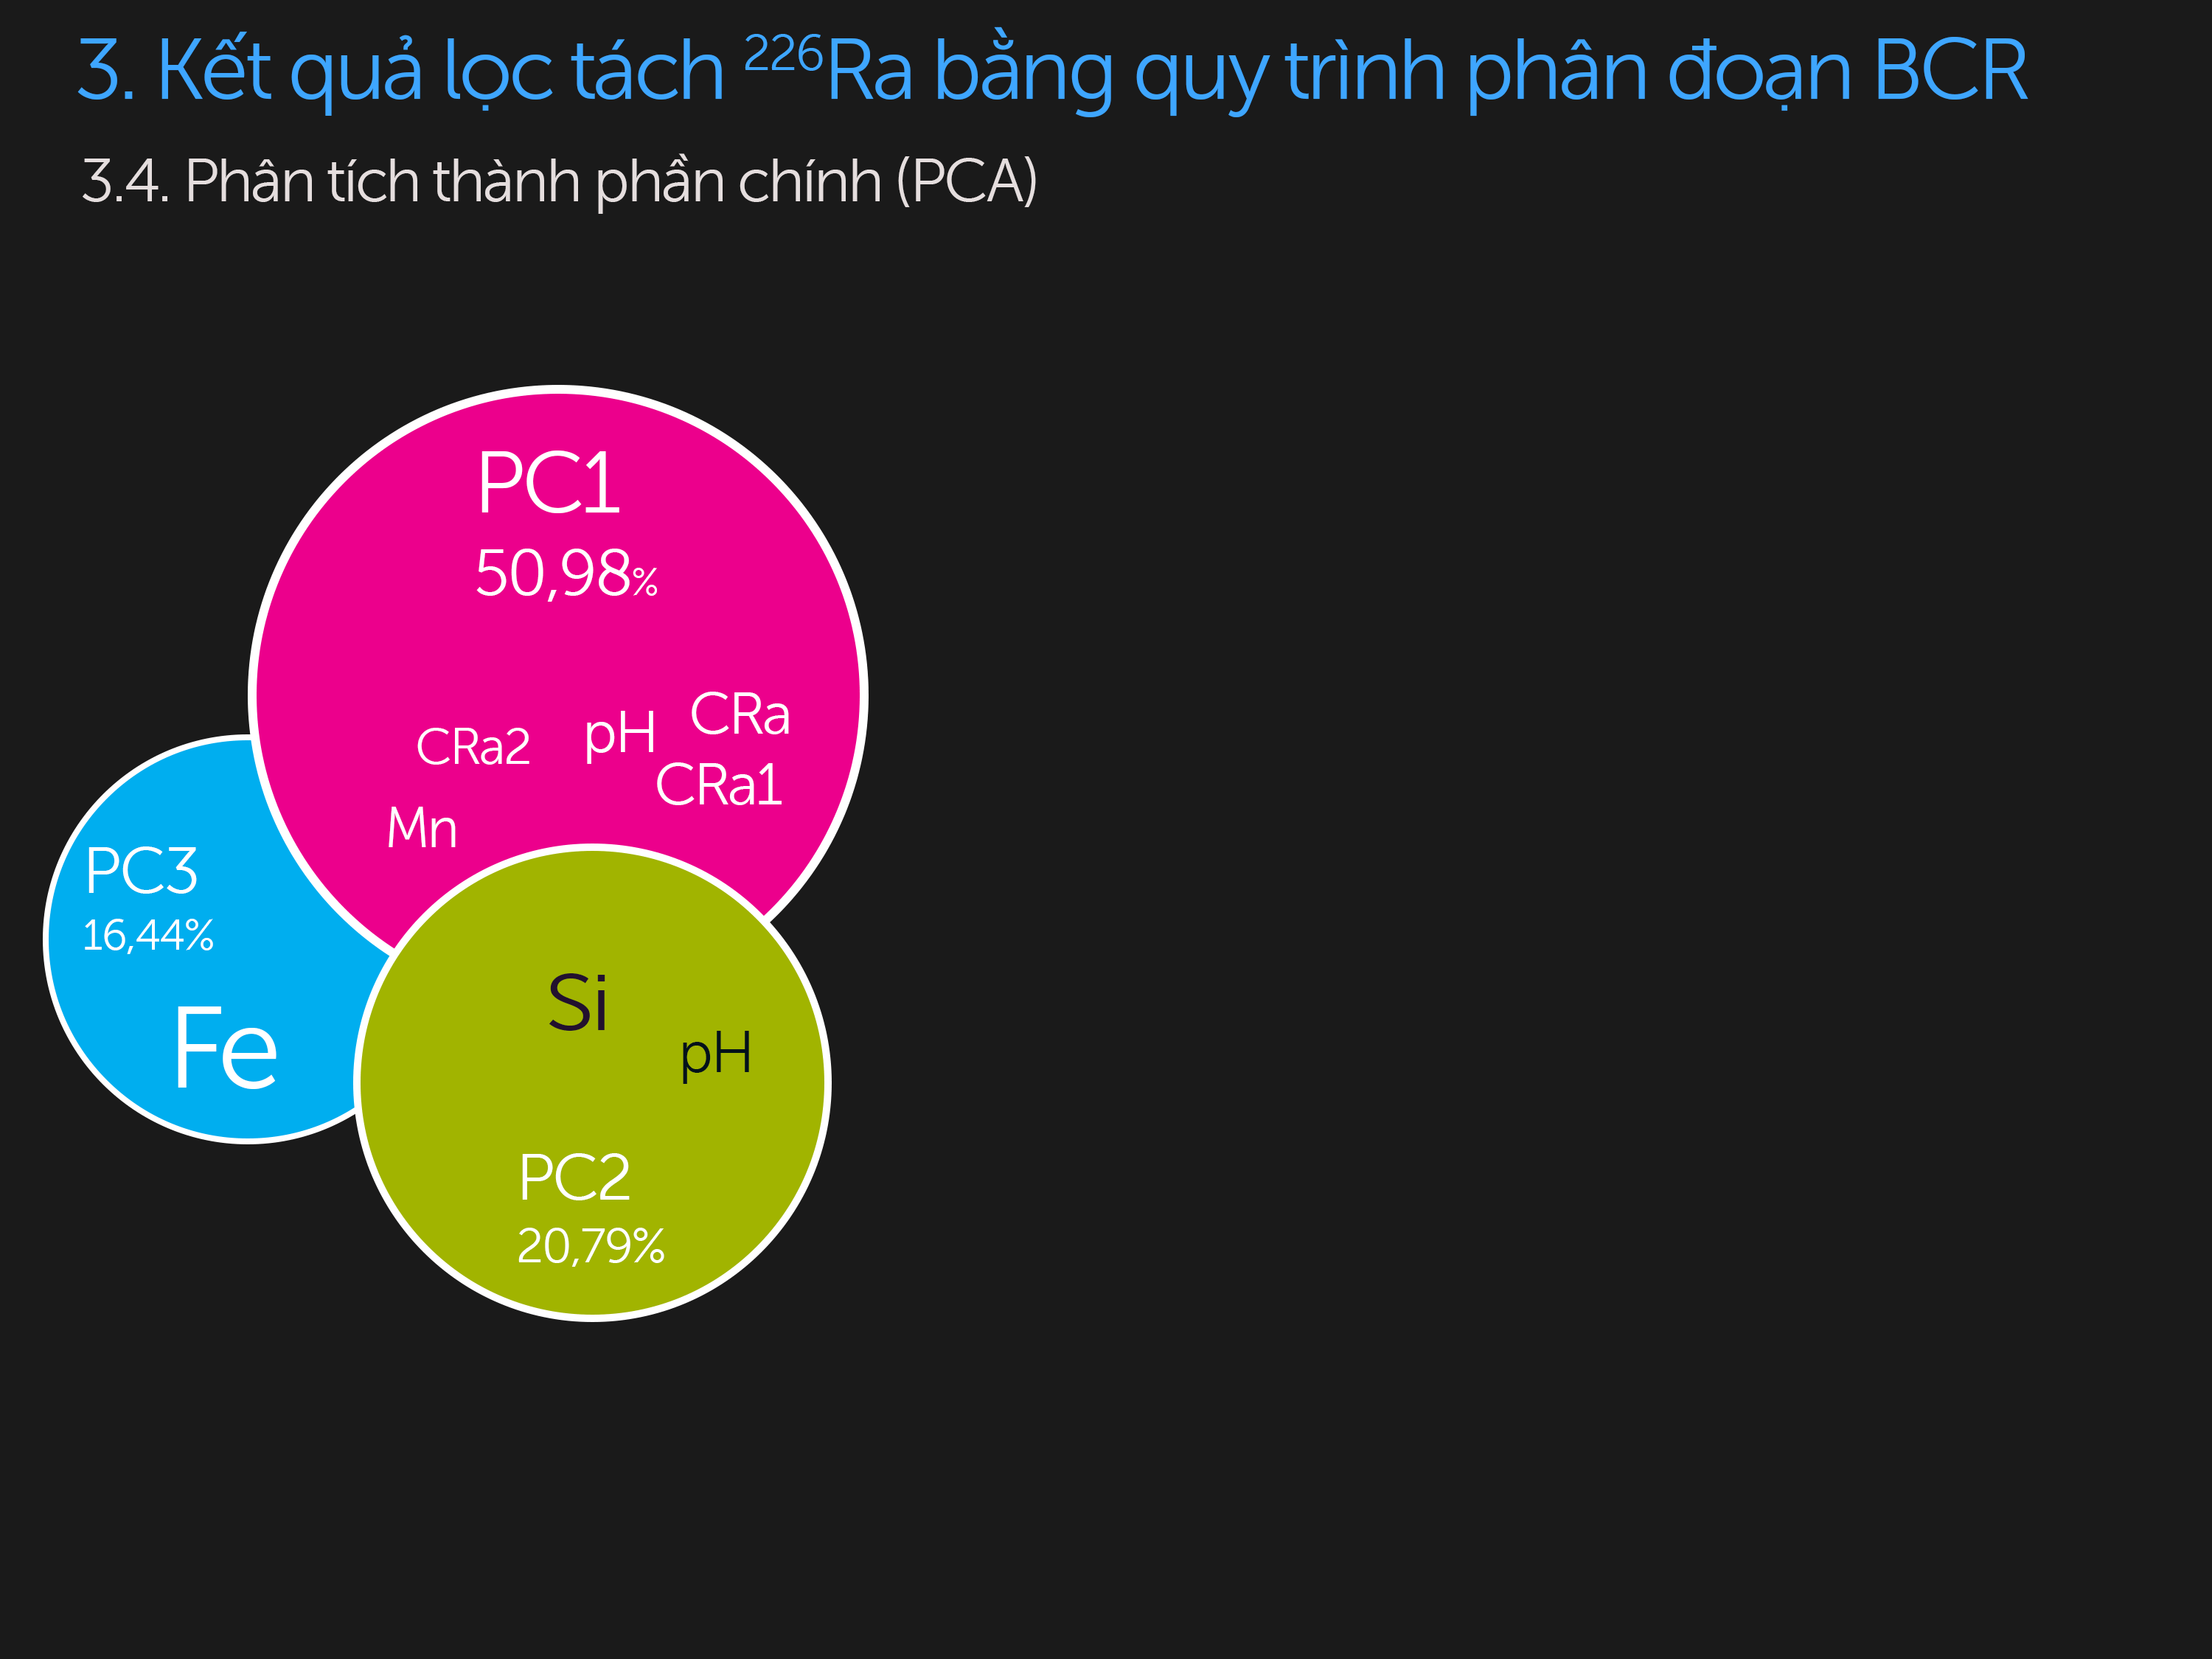 3. Kết quả lọc tách ²²⁶Ra bằng quy trình phân đoạn BCR
3.4. Phân tích thành phần chính (PCA)
PC1
50,98%
CRa
pH
CRa2
CRa1
Mn
PC3
16,44%
Fe
Si
pH
PC2
20,79%